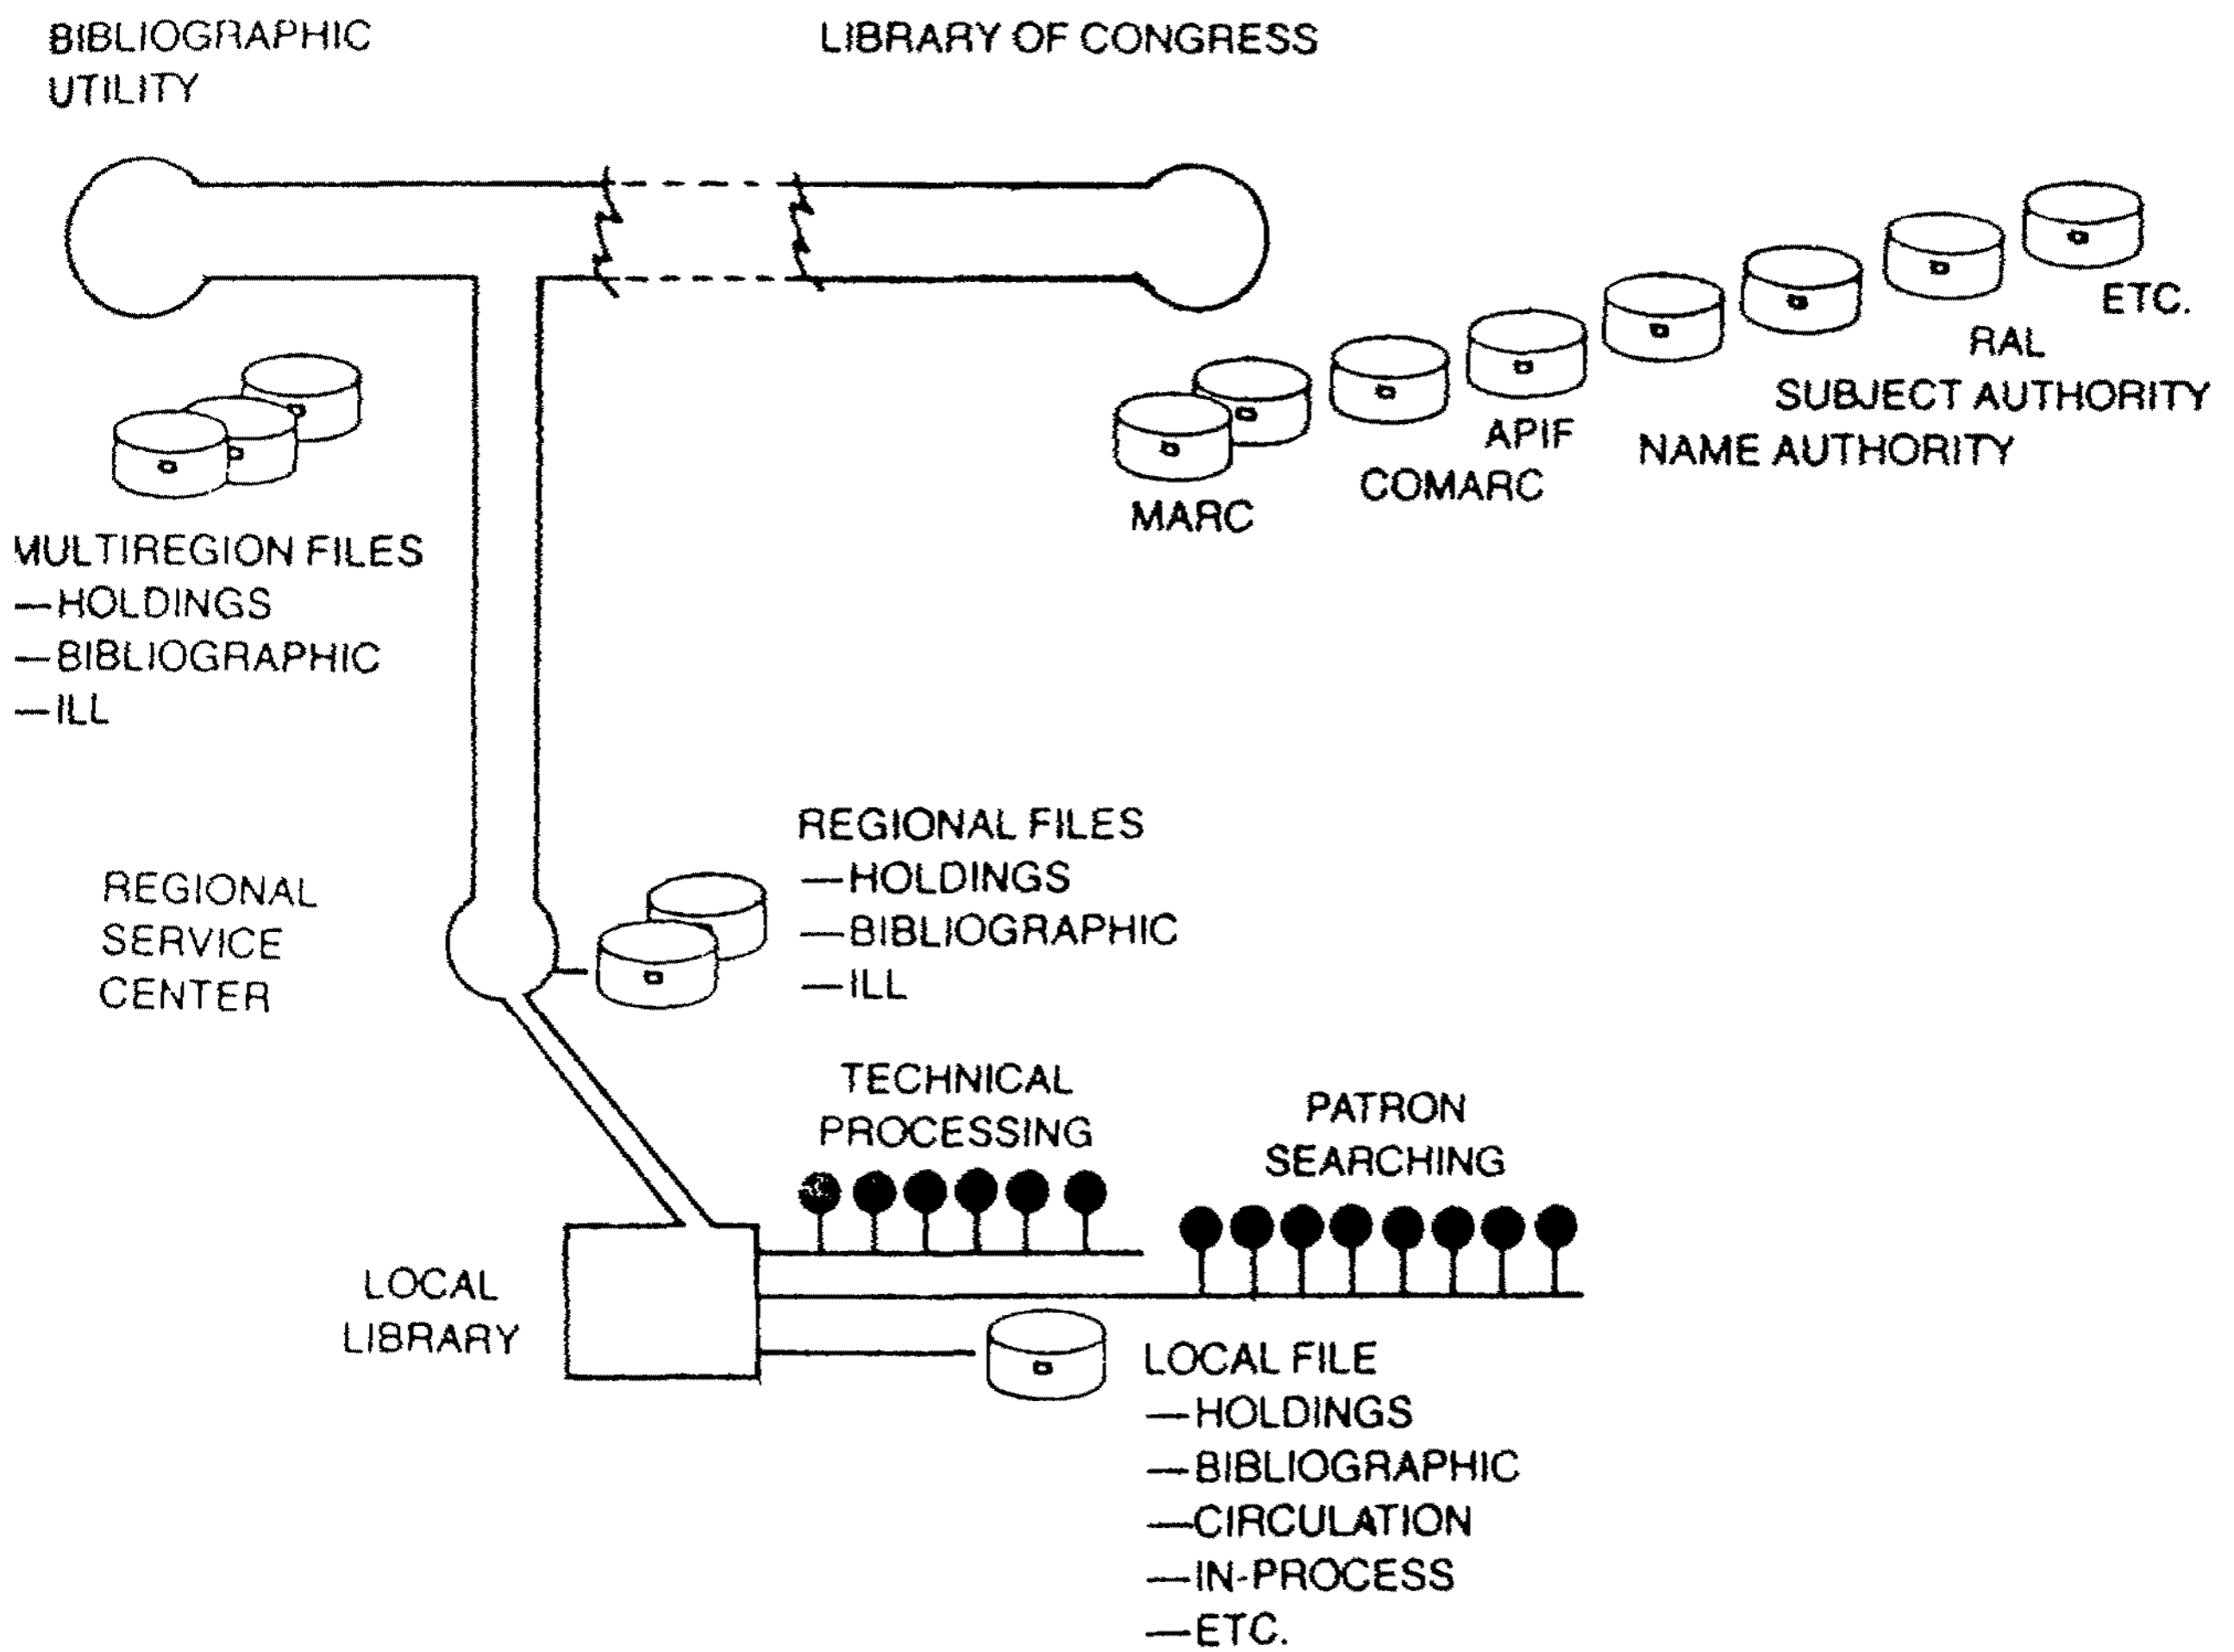 BIBLIOGRAPHIC
UTILITY
LIBRARY OF CONGRESS
ETC.
RAL
SUBJECT AUTHORITY
NAME AUTHORITY
APIF
COMARC
MARC
MULTIREGION FILES
—HOLDINGS
—BIBLIOGRAPHIC
—ILL
REGIONAL FILES
—HOLDINGS
—BIBLIOGRAPHIC
—ILL
REGIONAL
SERVICE
CENTER
TECHNICAL
PROCESSING
PATRON
SEARCHING
LOCAL
LIBRARY
LOCAL FILE
—HOLDINGS
—BIBLIOGRAPHIC
—CIRCULATION
—IN-PROCESS
—ETC.